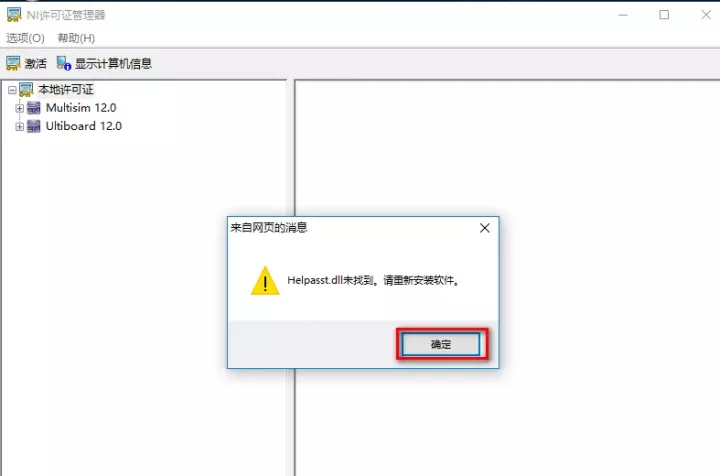 NI许可证管理器
选项(O) 帮助(H)
激活 显示计算机信息
本地许可证
Multisim 12.0
Ultiboard 12.0
来自网页的消息
Helpasst.dll未找到。请重新安装软件。
确定